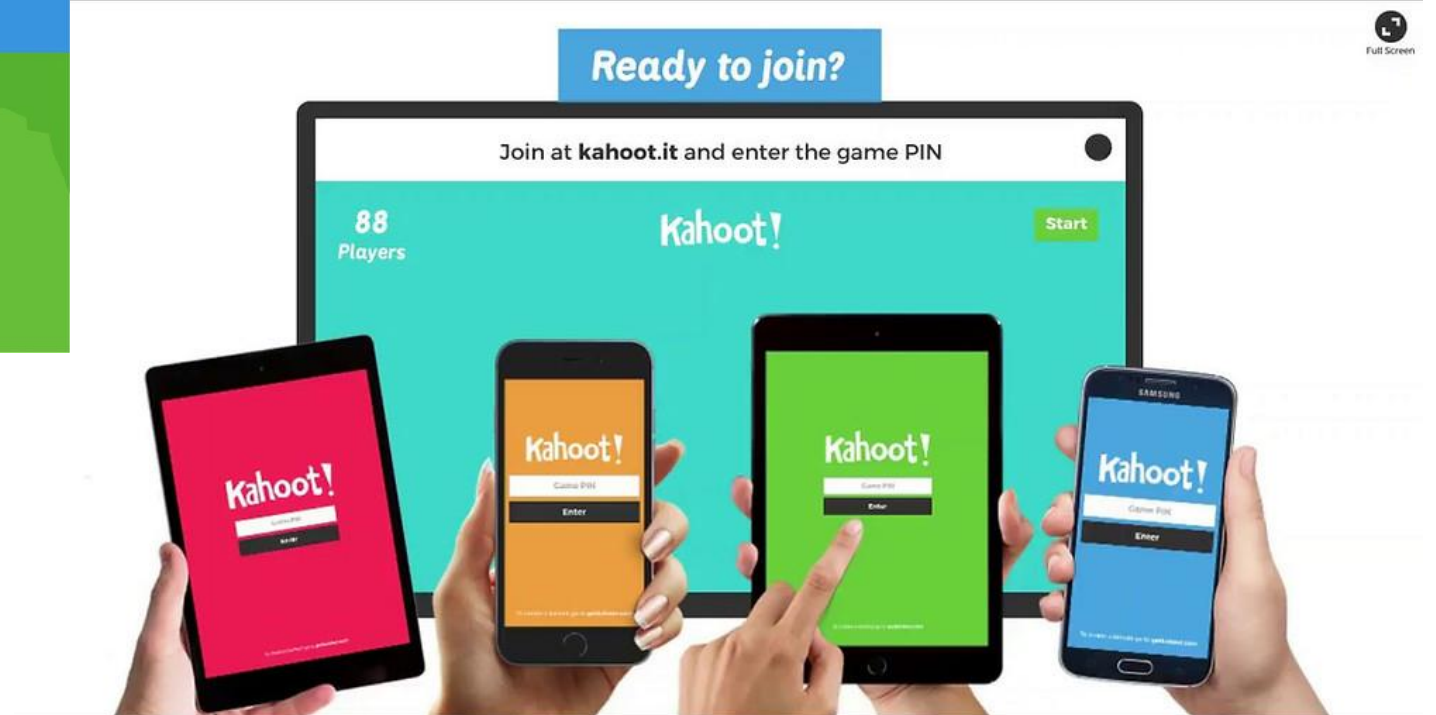 Ready to join?
Full Screen
Join at kahoot.it and enter the game PIN
88
Players
Kahoot!
Start
Kahoot!
Enter
Kahoot!
Game PIN
Enter
Kahoot!
Game PIN
Enter
SAMSUNG
Kahoot!
Game PIN
Enter